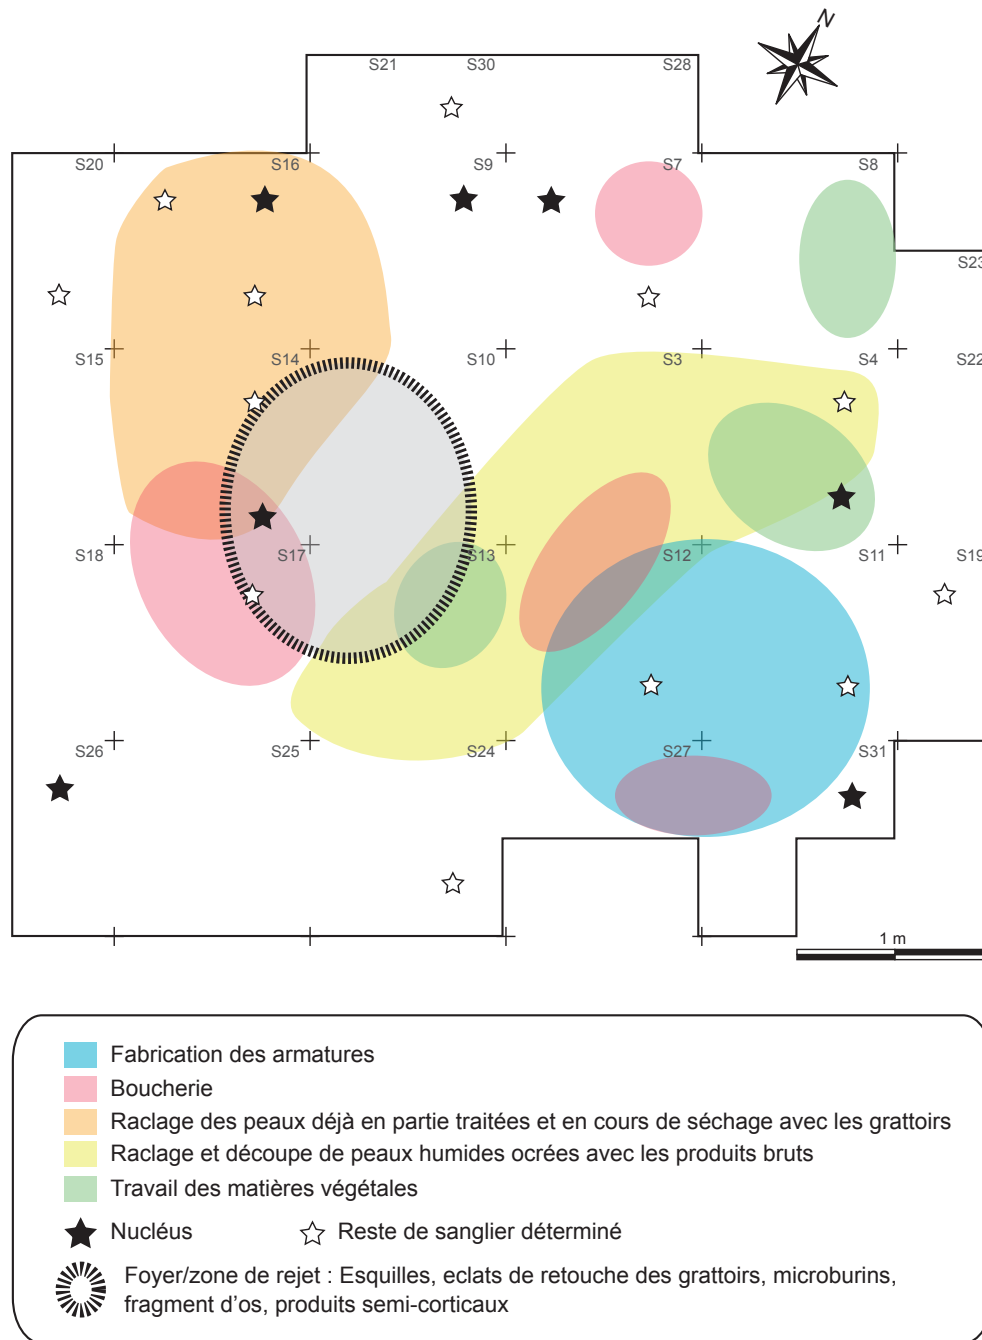 N
S21 S30 S28
S20 S16 S9 S7 S8
S23
S15 S14 S10 S3 S4 S22
S18 S17 S13 S12 S11 S19
S26 S25 S24 S27 S31
1 m
Fabrication des armatures
Boucherie
Raclage des peaux déjà en partie traitées et en cours de séchage avec les grattoirs
Raclage et découpe de peaux humides ocrées avec les produits bruts
Travail des matières végétales
Nucléus Reste de sanglier déterminé
Foyer/zone de rejet : Esquilles, eclats de retouche des grattoirs, microburins,
fragment d'os, produits semi-corticaux